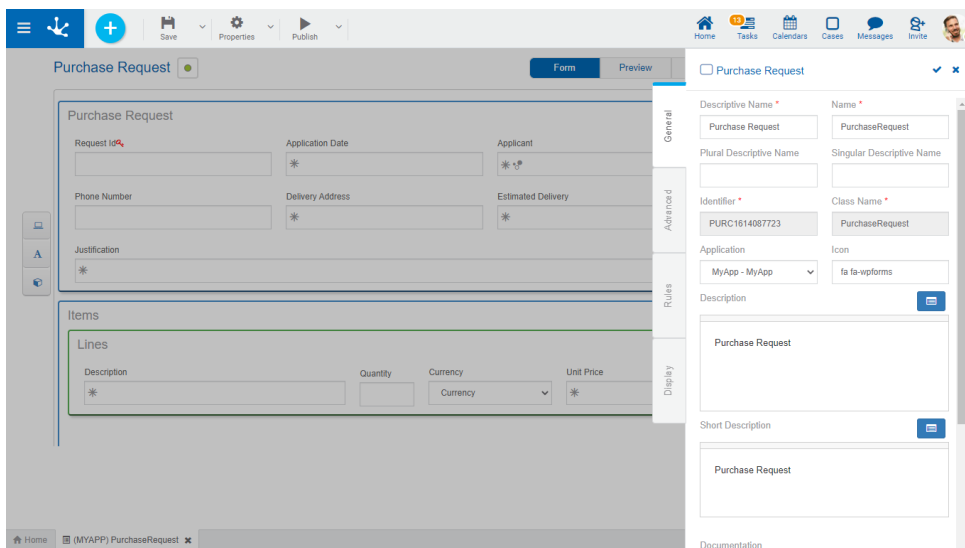 Save
Properties
Publish
Home
13
Tasks
Calendars
Cases
Messages
Invite
Purchase Request
Form
Preview
Purchase Request
Request Id
Application Date
Applicant
Phone Number
Delivery Address
Estimated Delivery
Justification
A
Items
Lines
Description
Quantity
Currency
Unit Price
Currency
General
Advanced
Rules
Display
Purchase Request
Descriptive Name *
Name *
Purchase Request
PurchaseRequest
Plural Descriptive Name
Singular Descriptive Name
Identifier *
Class Name *
PURC1614087723
PurchaseRequest
Application
Icon
MyApp - MyApp
fa fa-wpforms
Description
Purchase Request
Short Description
Purchase Request
Documentation
Home
(MYAPP) PurchaseRequest